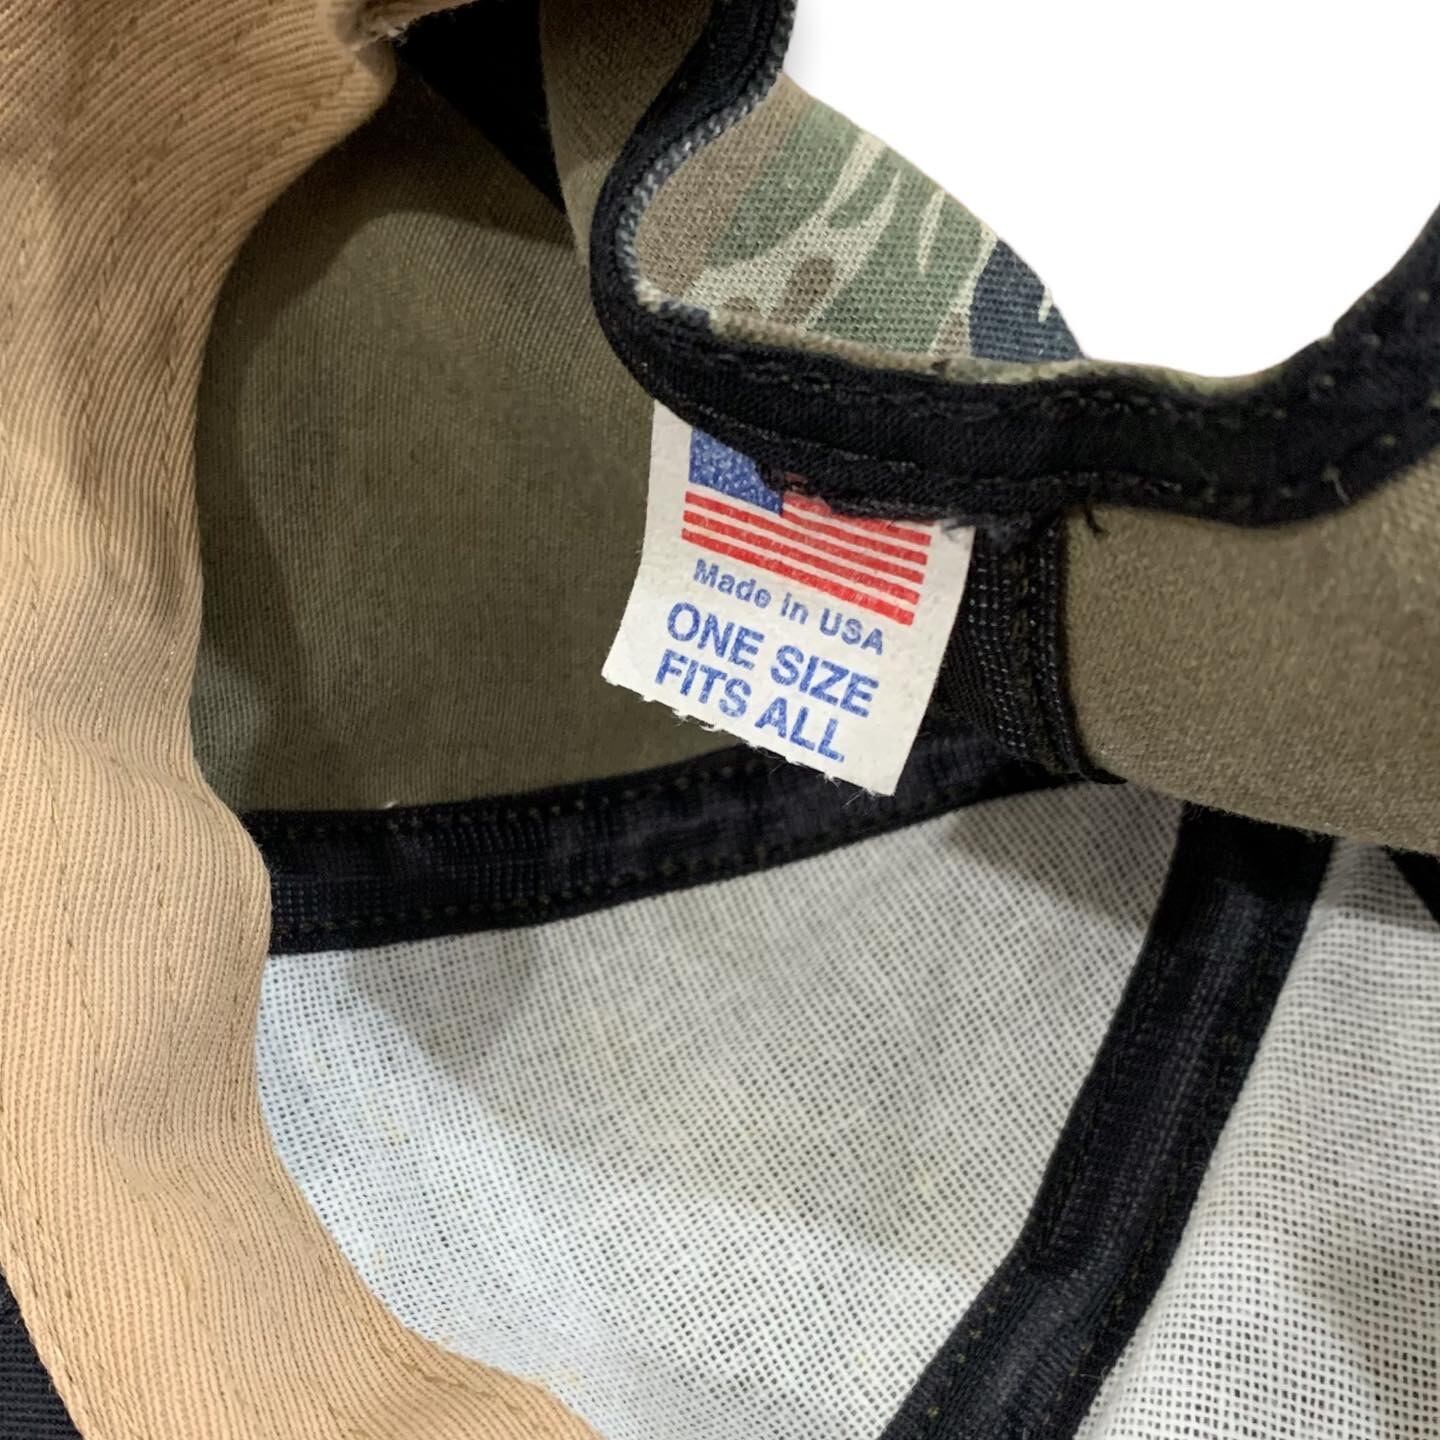 Made in USA
ONE SIZE
FITS ALL